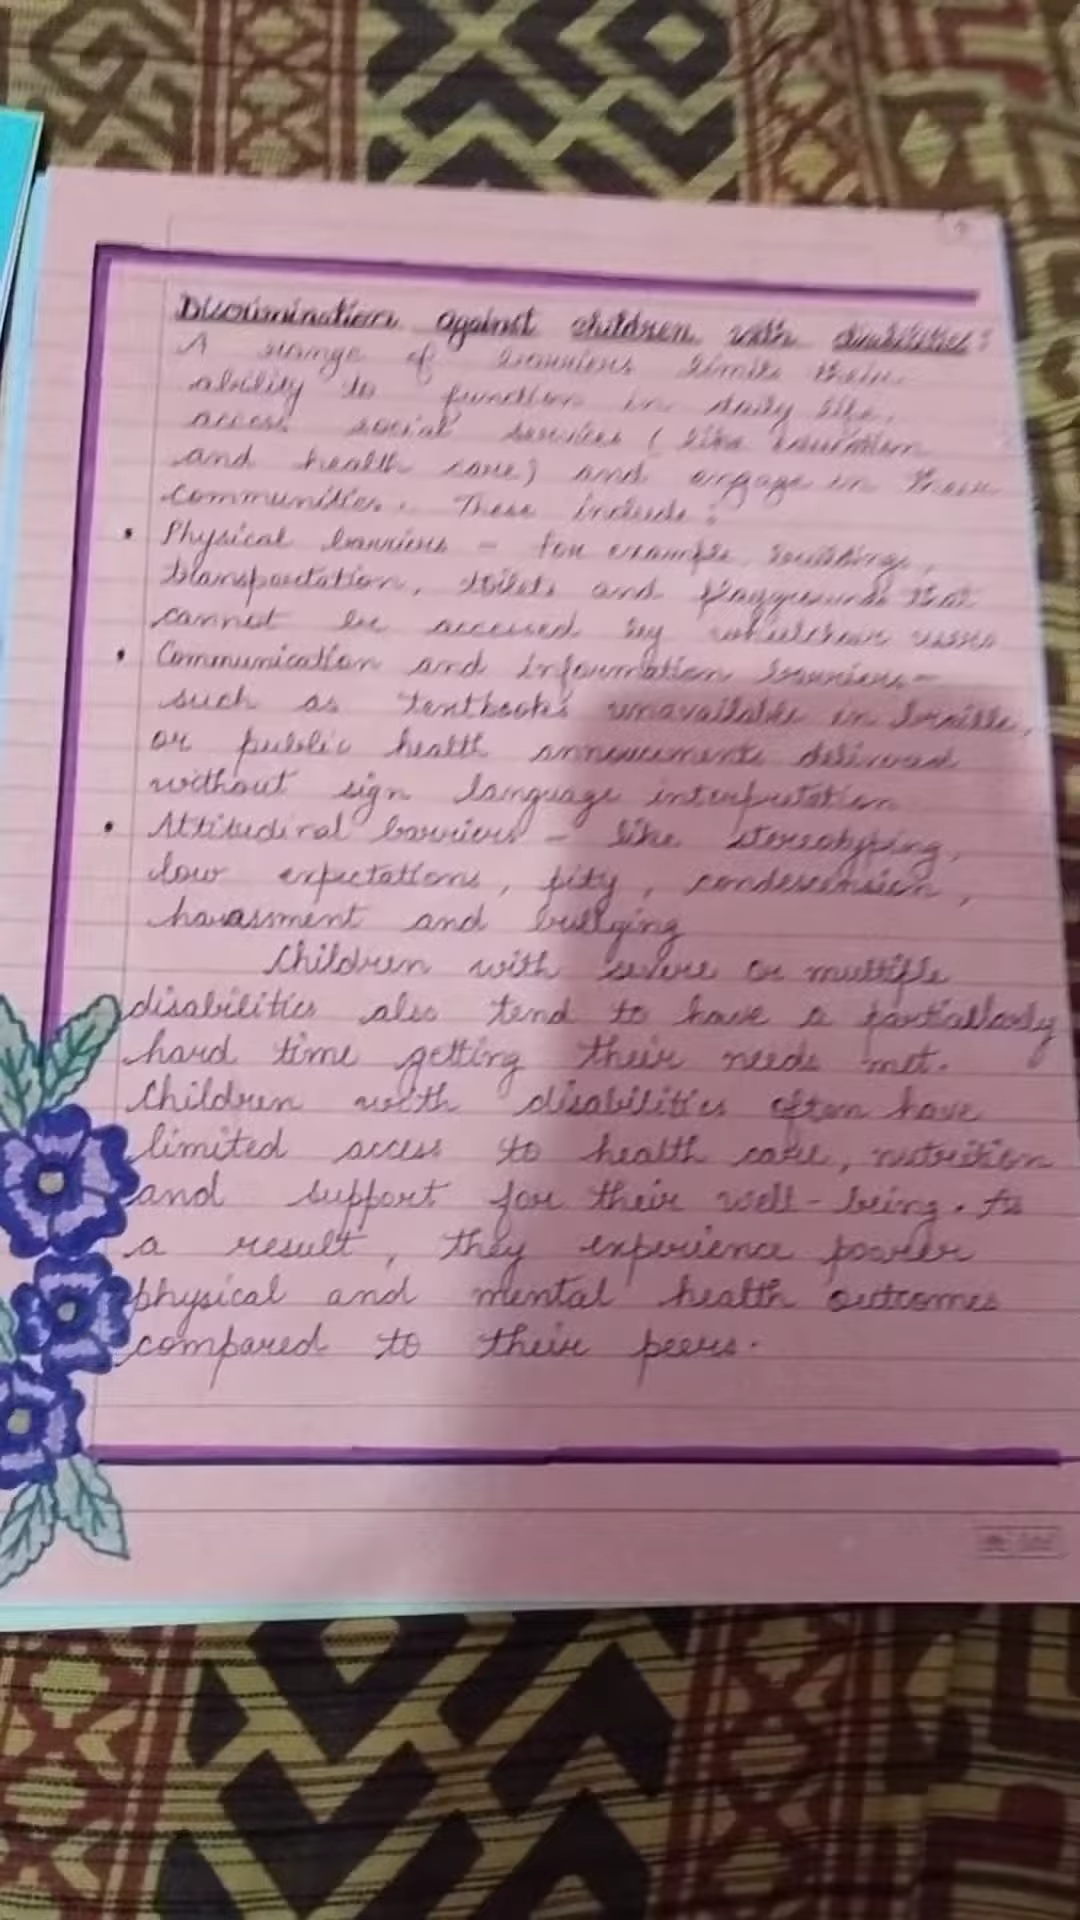 Discrimination against children with disabilities:
A range of barriers limits their
ability to function in daily life,
access social services (like education
and health care) and engage in their
communities. These include:
• Physical barriers - for example, buildings,
transportation, toilets and playgrounds that
cannot be accessed by wheelchair users
• Communication and information barriers-
such as textbooks unavailable in braille,
or public health annoucements delivered
without sign language interpretation
• Attitudinal barriers - like stereotyping,
low expectations, pity, condescension,
harassment and bullying
Children with severe or multiple
disabilities also tend to have a
hard time getting their needs met.
Children with disabilities often have
limited access to health care, nutrition
and support for their well-being. As
a result, they experience poorer
physical and mental health outcomes
compared to their peers.